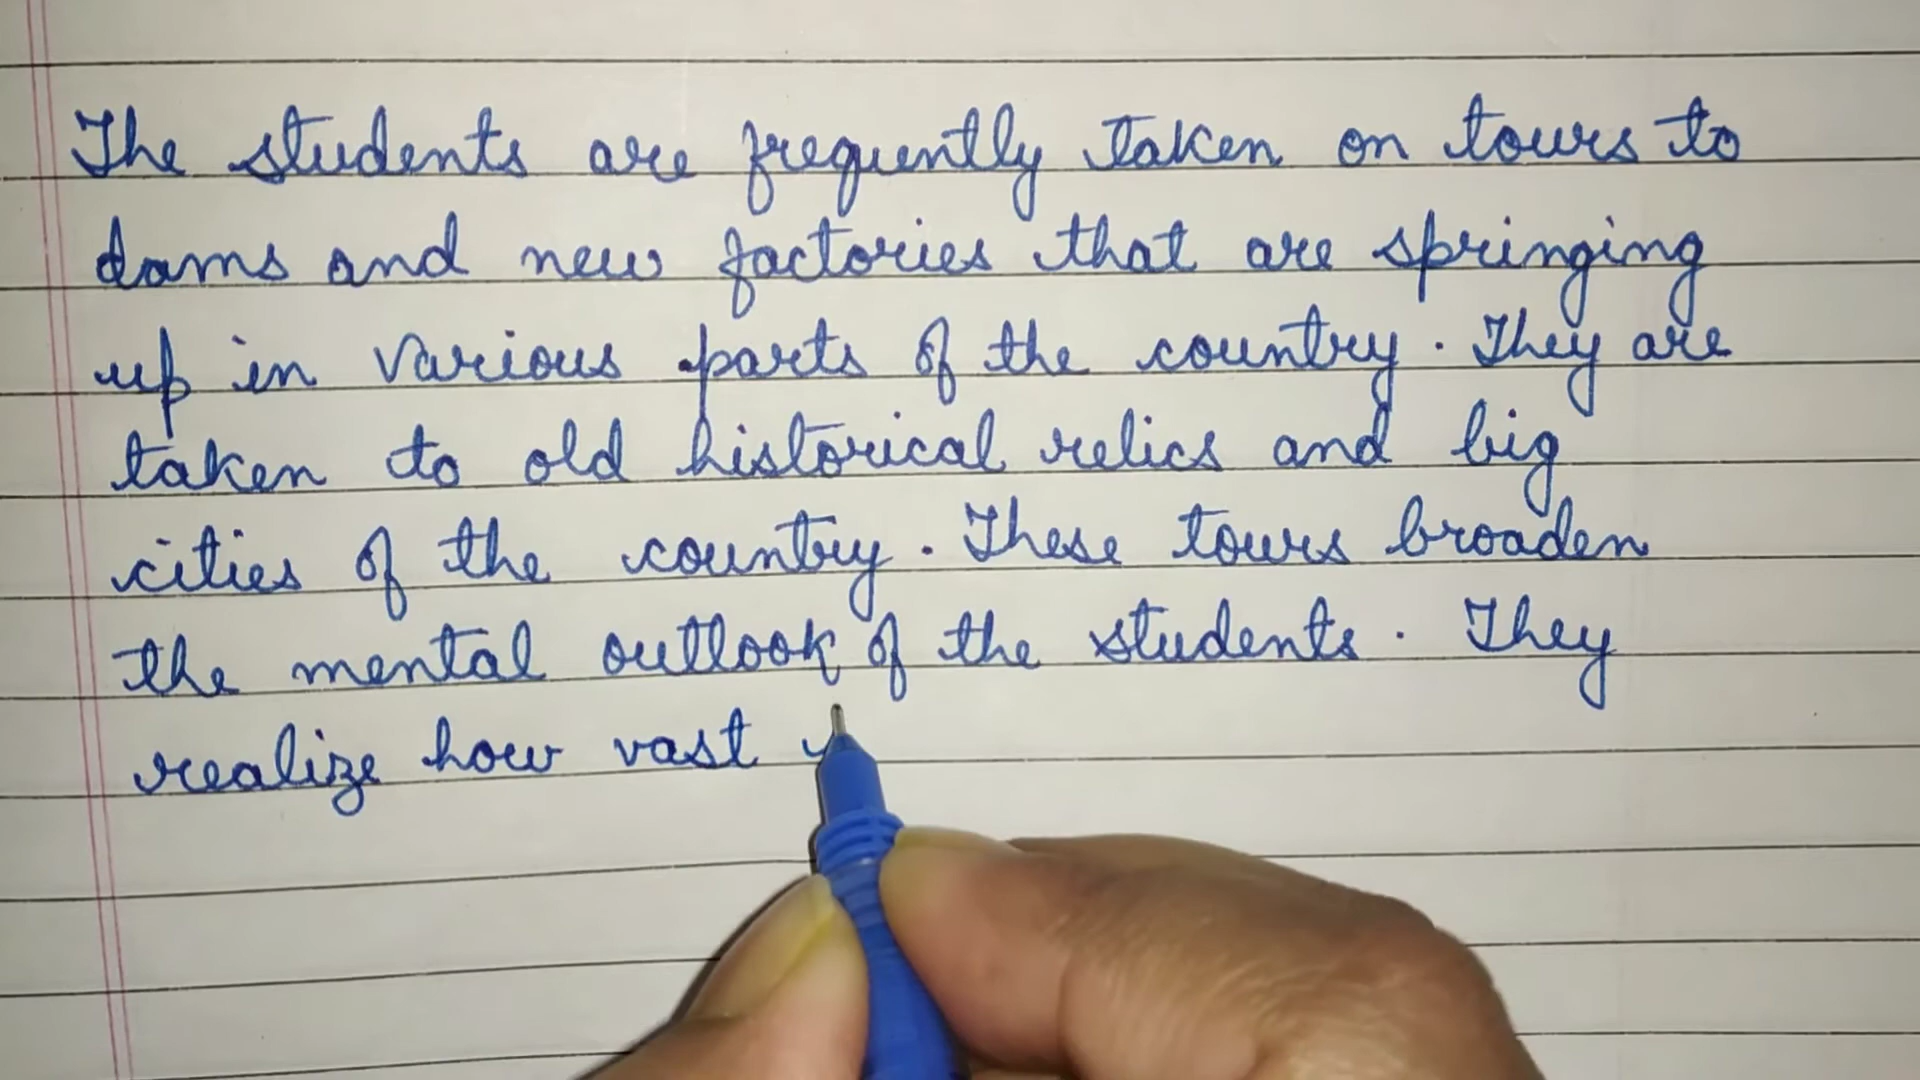 The students are frequently taken on tours to
dams and new factories that are springing
up in various parts of the country. They are
taken to old historical relics and big
cities of the country. These tours broaden
the mental outlook of the students. They
realize how vast